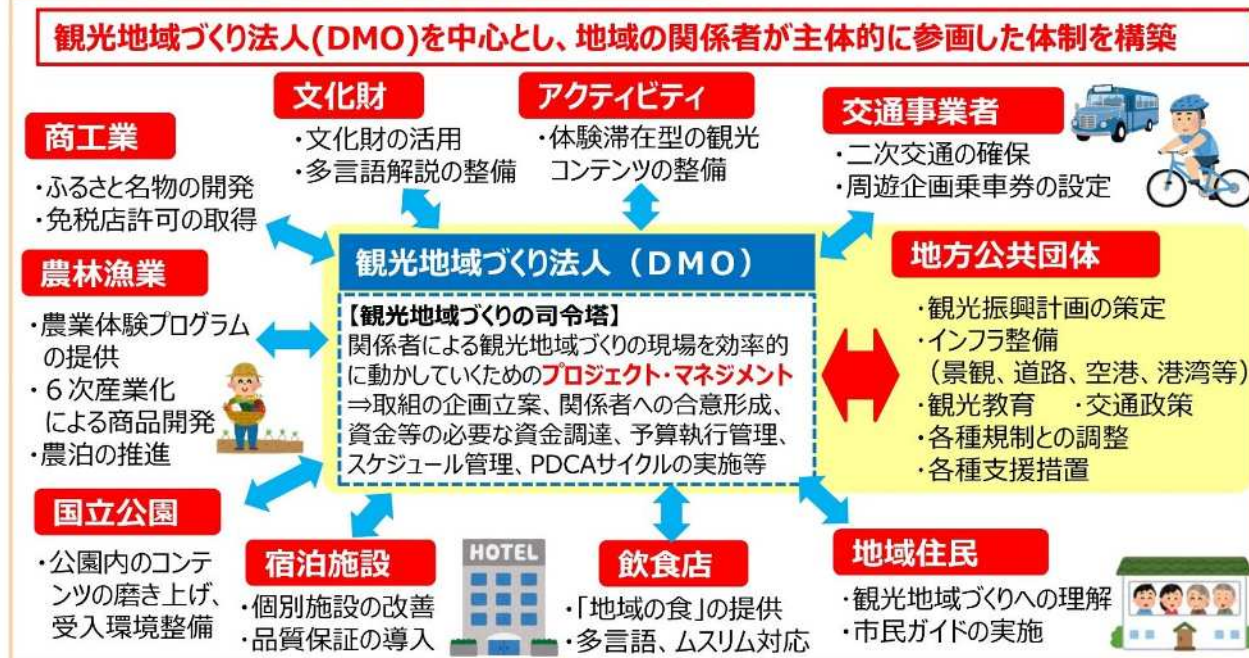 観光地域づくり法人(DMO)を中心とし、地域の関係者が主体的に参画した体制を構築
商工業
・ふるさと名物の開発
・免税店許可の取得
文化財
・文化財の活用
・多言語解説の整備
アクティビティ
・体験滞在型の観光
コンテンツの整備
交通事業者
・二次交通の確保
・周遊企画乗車券の設定
農林漁業
・農業体験プログラム
の提供
・６次産業化
による商品開発
・農泊の推進
観光地域づくり法人（DMO）
【観光地域づくりの司令塔】
関係者による観光地域づくりの現場を効率的
に動かしていくためのプロジェクト・マネジメント
⇒取組の企画立案、関係者への合意形成、
資金等の必要な資金調達、予算執行管理、
スケジュール管理、PDCAサイクルの実施等
地方公共団体
・観光振興計画の策定
・インフラ整備
（景観、道路、空港、港湾等）
・観光教育 ・交通政策
・各種規制との調整
・各種支援措置
国立公園
・公園内のコンテ
ンツの磨き上げ、
受入環境整備
宿泊施設
・個別施設の改善
・品質保証の導入
HOTEL
飲食店
・「地域の食」の提供
・多言語、ムスリム対応
地域住民
・観光地域づくりへの理解
・市民ガイドの実施